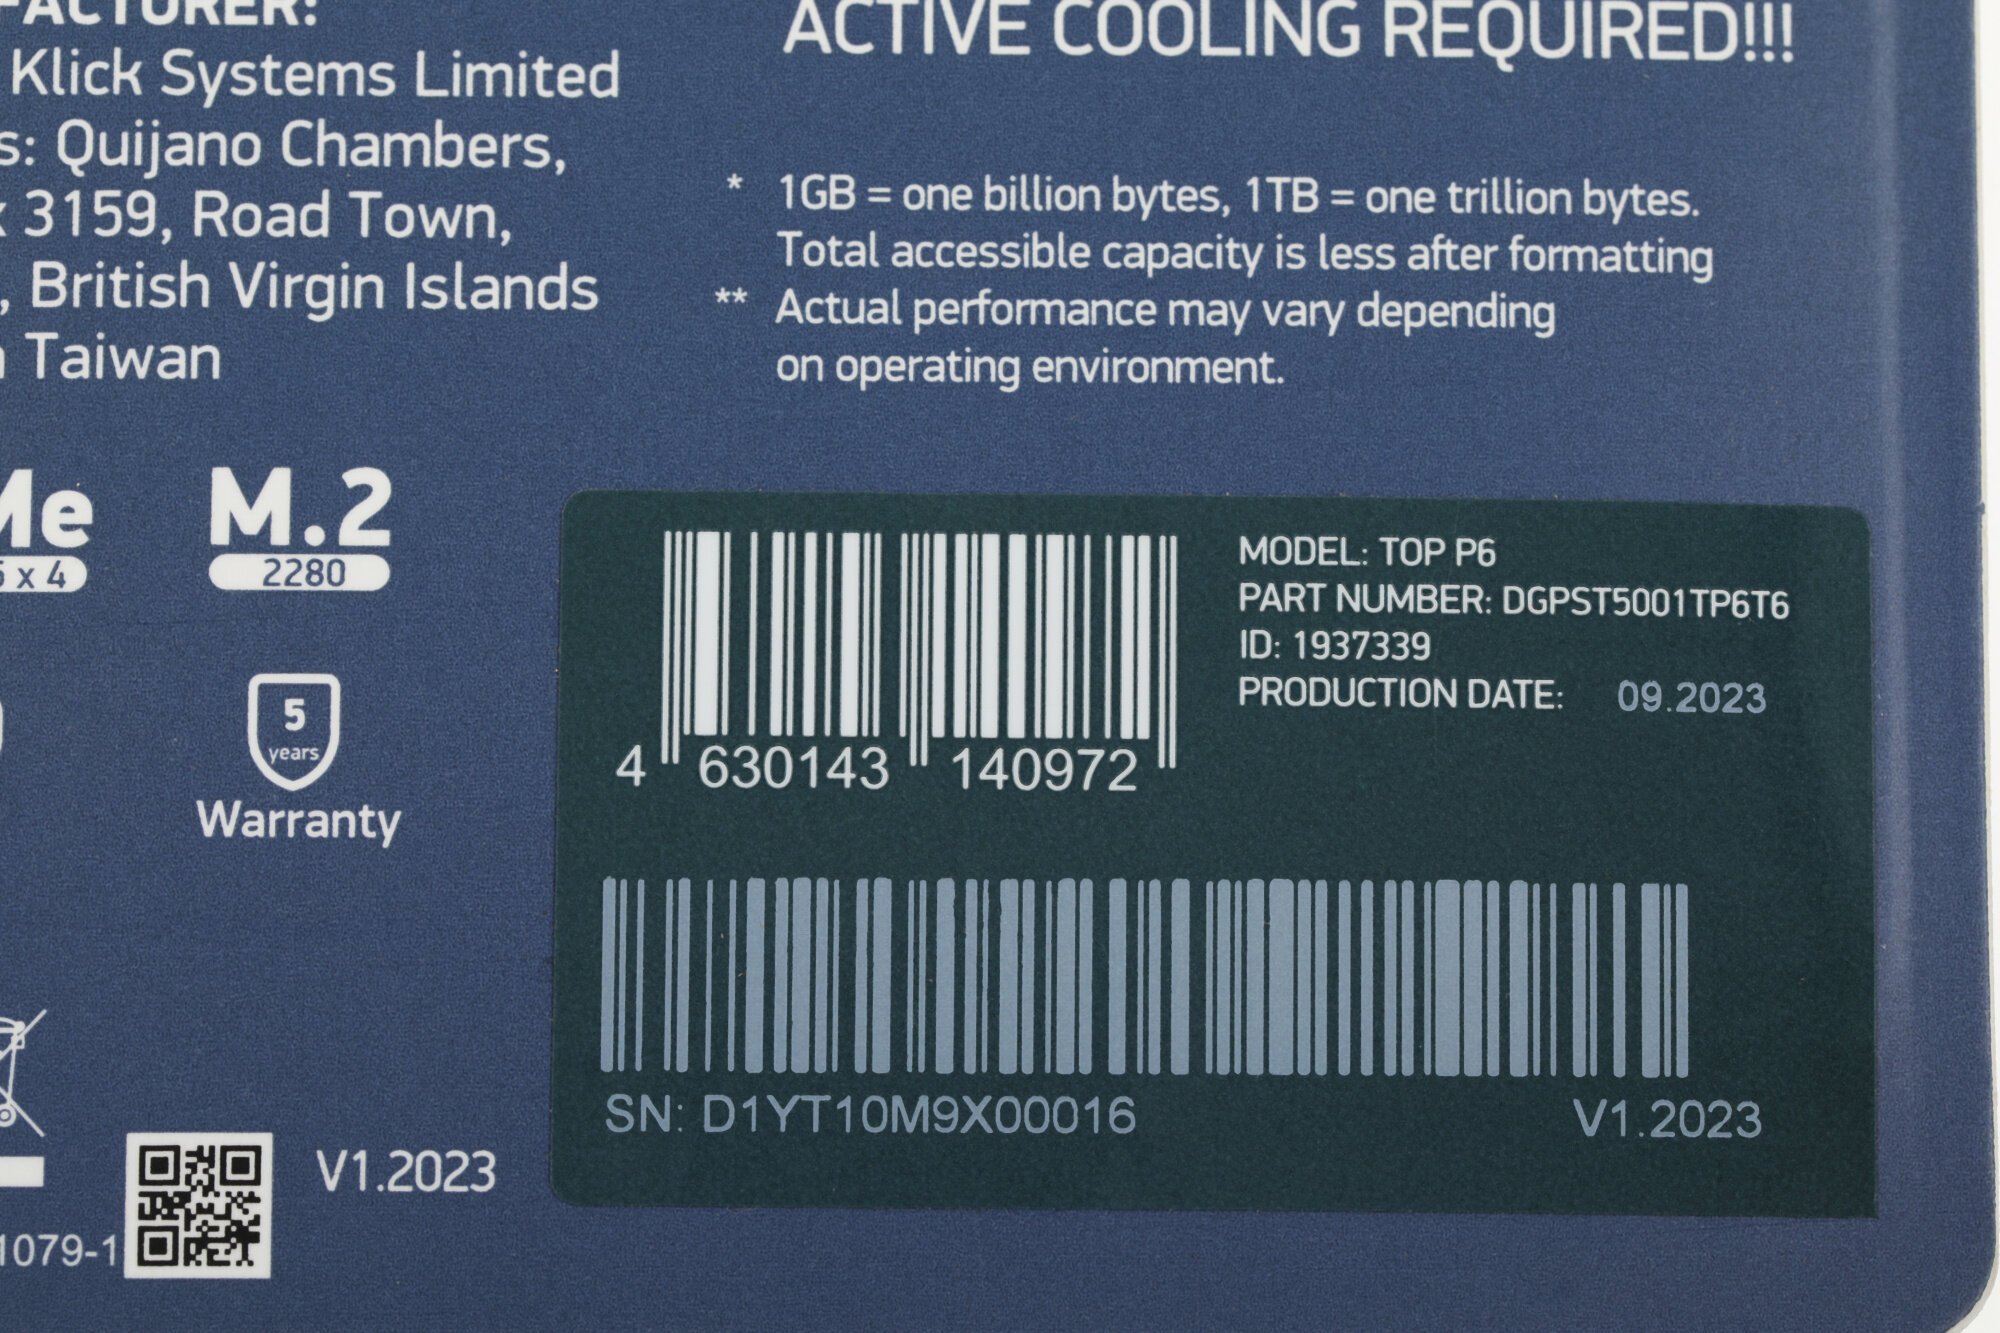 FACTURER:
Klick Systems Limited
s: Quijano Chambers,
x 3159, Road Town,
, British Virgin Islands
Taiwan
ACTIVE COOLING REQUIRED!!!
* 1GB = one billion bytes, 1TB = one trillion bytes.
Total accessible capacity is less after formatting
** Actual performance may vary depending
on operating environment.
Me
5 x 4
M.2
2280
5
years
Warranty
MODEL: TOP P6
PART NUMBER: DGPST5001TP6T6
ID: 1937339
PRODUCTION DATE: 09.2023
4 630143 140972
SN: D1YT10M9X00016
V1.2023
V1.2023
1079-1